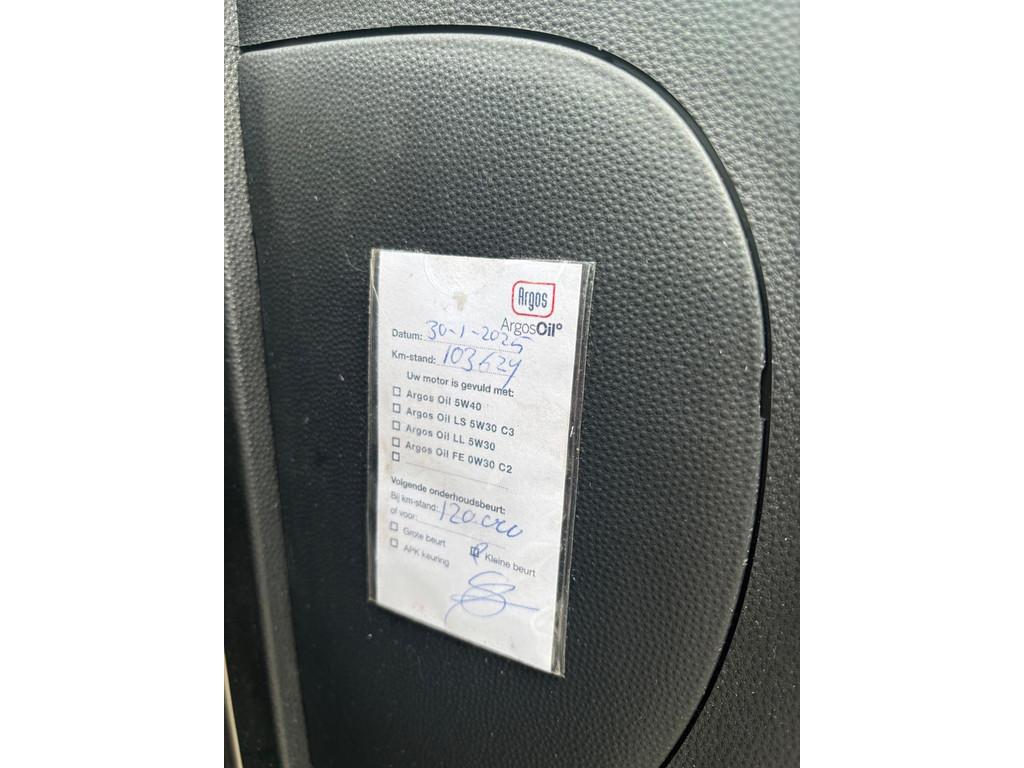 Argos
ArgosOil°
Datum: 30-1-2025
Km-stand: 103624
Uw motor is gevuld met:
Argos Oil 5W40
Argos Oil LS 5W30 C3
Argos Oil LL 5W30
Argos Oil FE 0W30 C2
Volgende onderhoudsbeurt:
Bij km-stand: 120.000
of voor:
Grote beurt
Kleine beurt
APK keuring